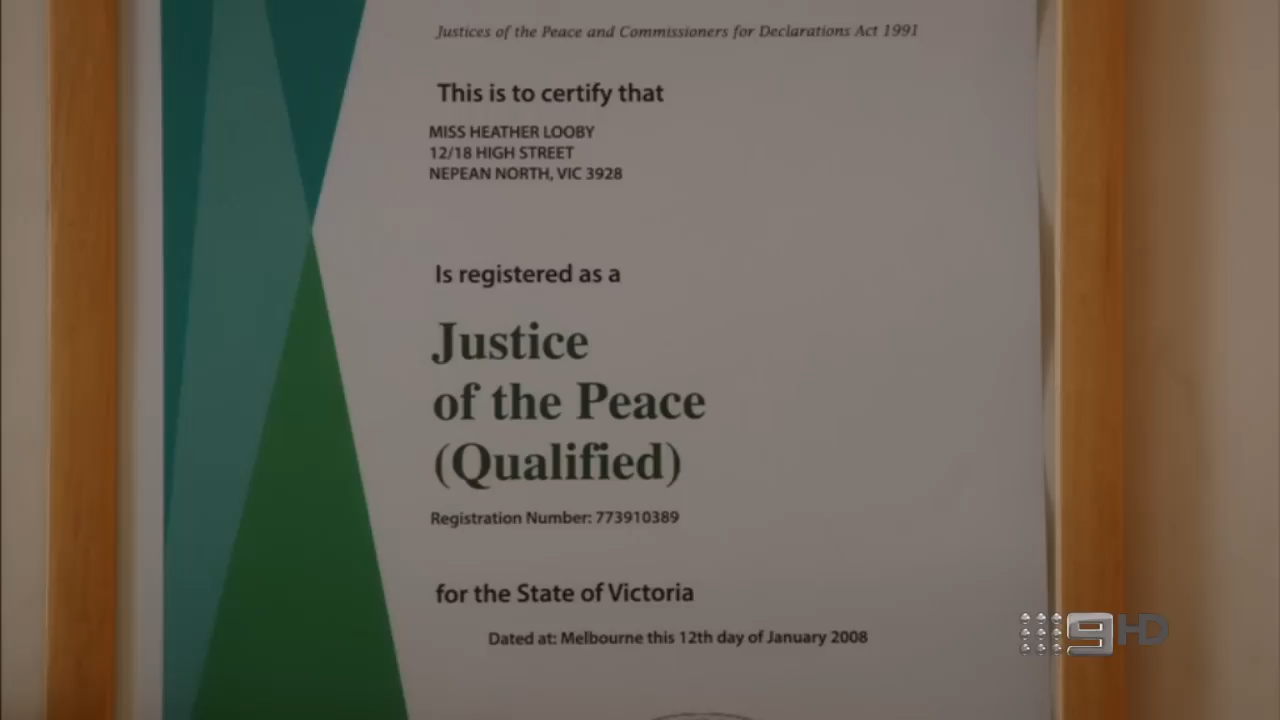 Justices of the Peace and Commissioners for Declarations Act 1991
This is to certify that
MISS HEATHER LOOBY
12/18 HIGH STREET
NEPEAN NORTH, VIC 3928
Is registered as a
Justice
of the Peace
(Qualified)
Registration Number: 773910389
for the State of Victoria
Dated at: Melbourne this 12th day of January 2008
9HD